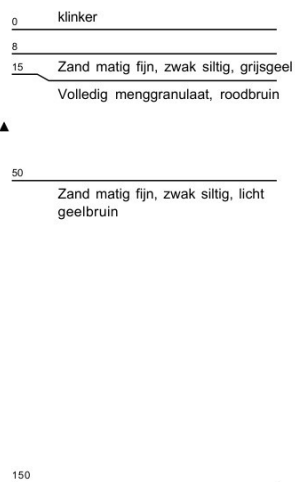 0 klinker
8
15 Zand matig fijn, zwak siltig, grijsgeel
Volledig menggranulaat, roodbruin
50
Zand matig fijn, zwak siltig, licht
geelbruin
150